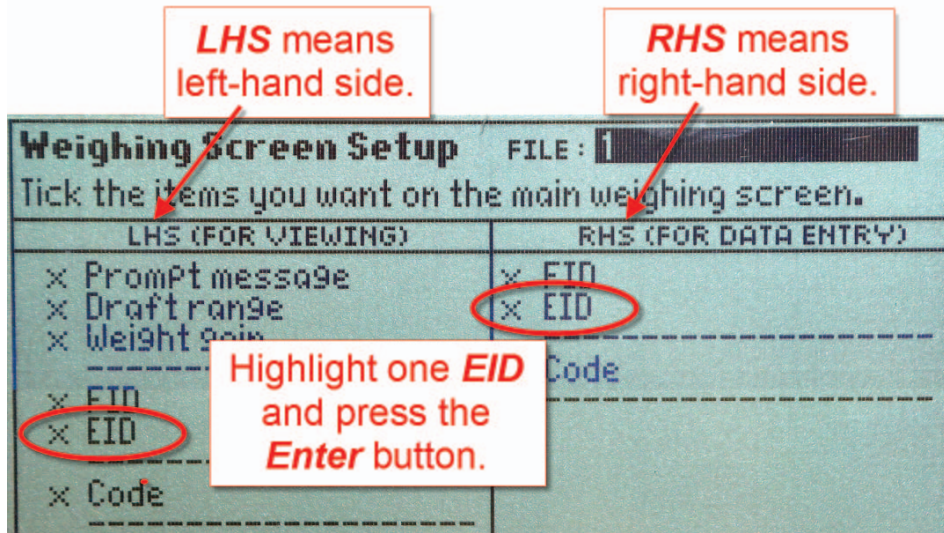 LHS means
left-hand side.
RHS means
right-hand side.
Weighing Screen Setup FILE: 1
Tick the items you want on the main weighing screen.
LHS (FOR VIEWING)
x Prompt message
x Draft range
x Weight gain
x EID
x EID
x Code
RHS (FOR DATA ENTRY)
x EID
x EID
Code
Highlight one EID
and press the
Enter button.